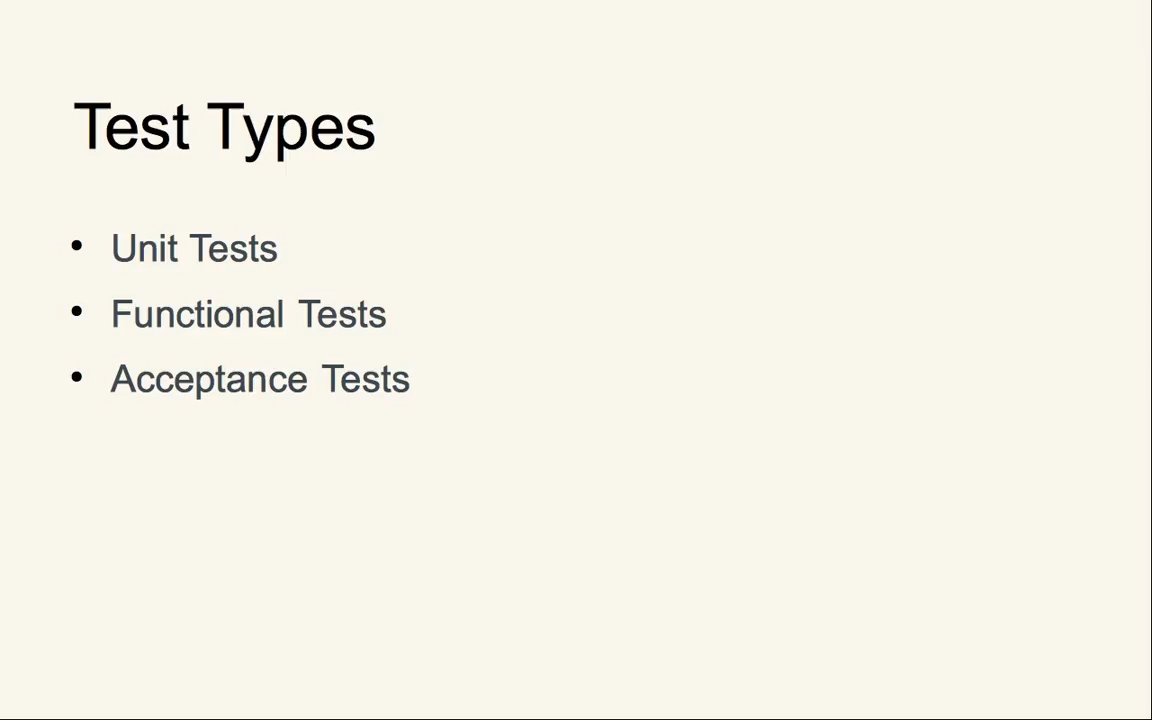 Test Types
• Unit Tests
• Functional Tests
• Acceptance Tests